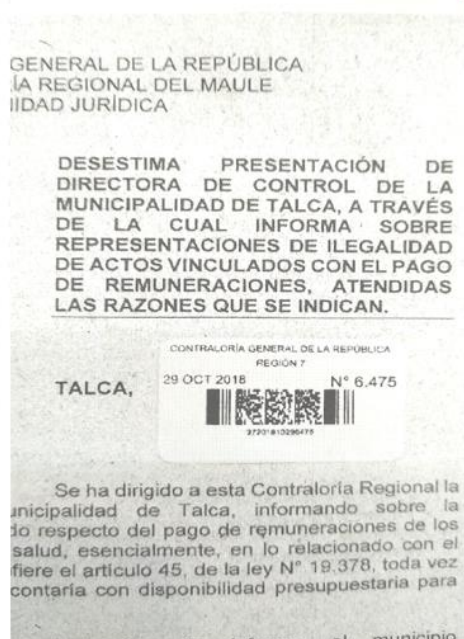 GENERAL DE LA REPÚBLICA
ÍA REGIONAL DEL MAULE
IDAD JURÍDICA
DESESTIMA PRESENTACIÓN DE
DIRECTORA DE CONTROL DE LA
MUNICIPALIDAD DE TALCA, A TRAVÉS
DE LA CUAL INFORMA SOBRE
REPRESENTACIONES DE ILEGALIDAD
DE ACTOS VINCULADOS CON EL PAGO
DE REMUNERACIONES, ATENDIDAS
LAS RAZONES QUE SE INDICAN.
CONTRALORÍA GENERAL DE LA REPÚBLICA
REGIÓN 7
TALCA,
29 OCT 2018 N° 6.475
Se ha dirigido a esta Contraloría Regional la
unicipalidad de Talca, informando sobre la
do respecto del pago de remuneraciones de los
salud, esencialmente, en lo relacionado con el
fiere el artículo 45, de la ley N° 19.378, toda vez
contaría con disponibilidad presupuestaria para
municipio